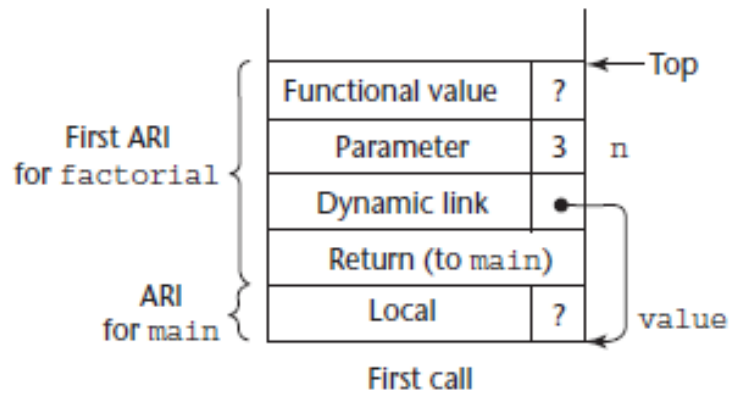 Top
Functional value ?
First ARI
for factorial
Parameter 3 n
Dynamic link
Return (to main)
ARI
for main
Local ? value
First call